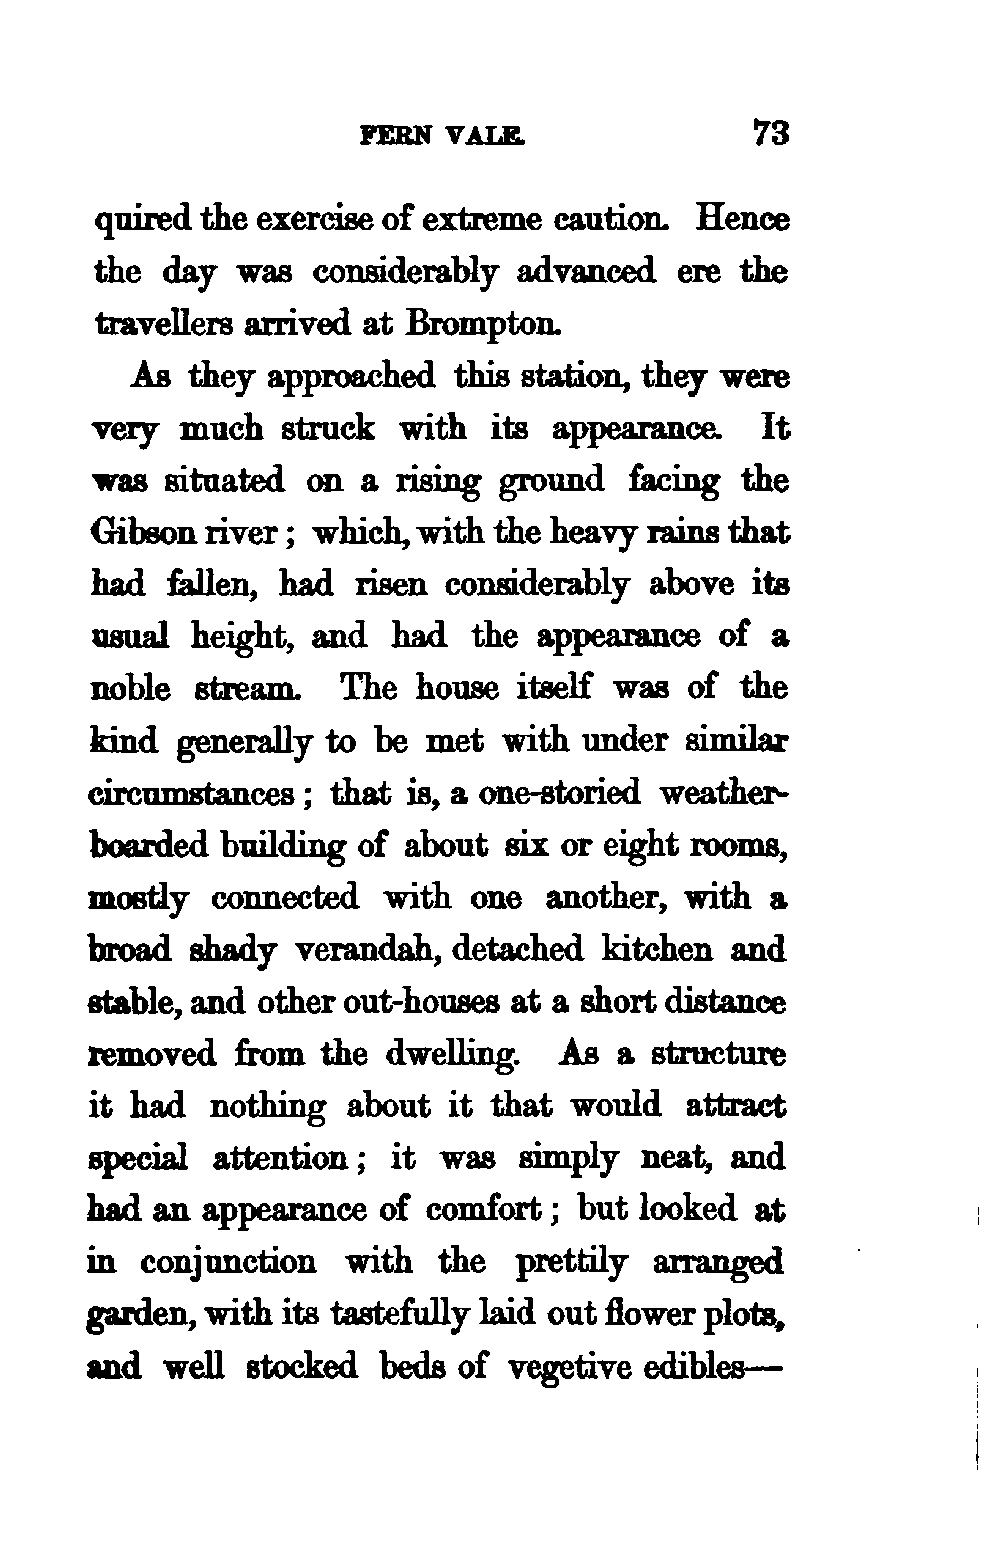 FERN VALE. 73
quired the exercise of extreme caution. Hence
the day was considerably advanced ere the
travellers arrived at Brompton.
As they approached this station, they were
very much struck with its appearance. It
was situated on a rising ground facing the
Gibson river; which, with the heavy rains that
had fallen, had risen considerably above its
usual height, and had the appearance of a
noble stream. The house itself was of the
kind generally to be met with under similar
circumstances; that is, a one-storied weather-
boarded building of about six or eight rooms,
mostly connected with one another, with a
broad shady verandah, detached kitchen and
stable, and other out-houses at a short distance
removed from the dwelling. As a structure
it had nothing about it that would attract
special attention; it was simply neat, and
had an appearance of comfort; but looked at
in conjunction with the prettily arranged
garden, with its tastefully laid out flower plots,
and well stocked beds of vegetive edibles—